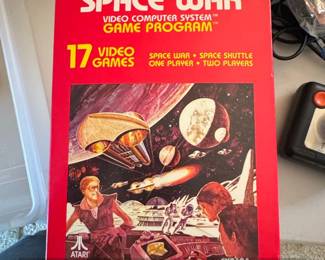 SPACE WAR
VIDEO COMPUTER SYSTEM™
GAME PROGRAM™
17 VIDEO GAMES
SPACE WAR • SPACE SHUTTLE
ONE PLAYER • TWO PLAYERS
ATARI